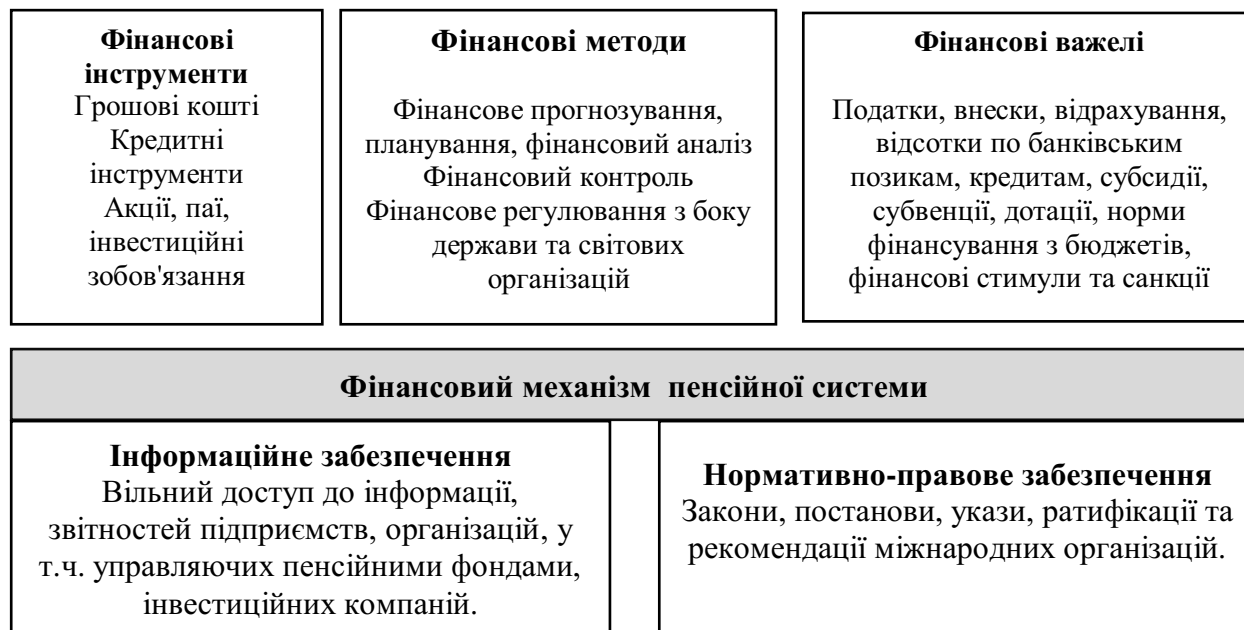 Фінансові
інструменти
Грошові кошті
Кредитні
інструменти
Акції, паї,
інвестиційні
зобов'язання
Фінансові методи
Фінансове прогнозування,
планування, фінансовий аналіз
Фінансовий контроль
Фінансове регулювання з боку
держави та світових
організацій
Фінансові важелі
Податки, внески, відрахування,
відсотки по банківським
позикам, кредитам, субсидії,
субвенції, дотації, норми
фінансування з бюджетів,
фінансові стимули та санкції
Фінансовий механізм пенсійної системи
Інформаційне забезпечення
Вільний доступ до інформації,
звітностей підприємств, організацій, у
т.ч. управляючих пенсійними фондами,
інвестиційних компаній.
Нормативно-правове забезпечення
Закони, постанови, укази, ратифікації та
рекомендації міжнародних організацій.